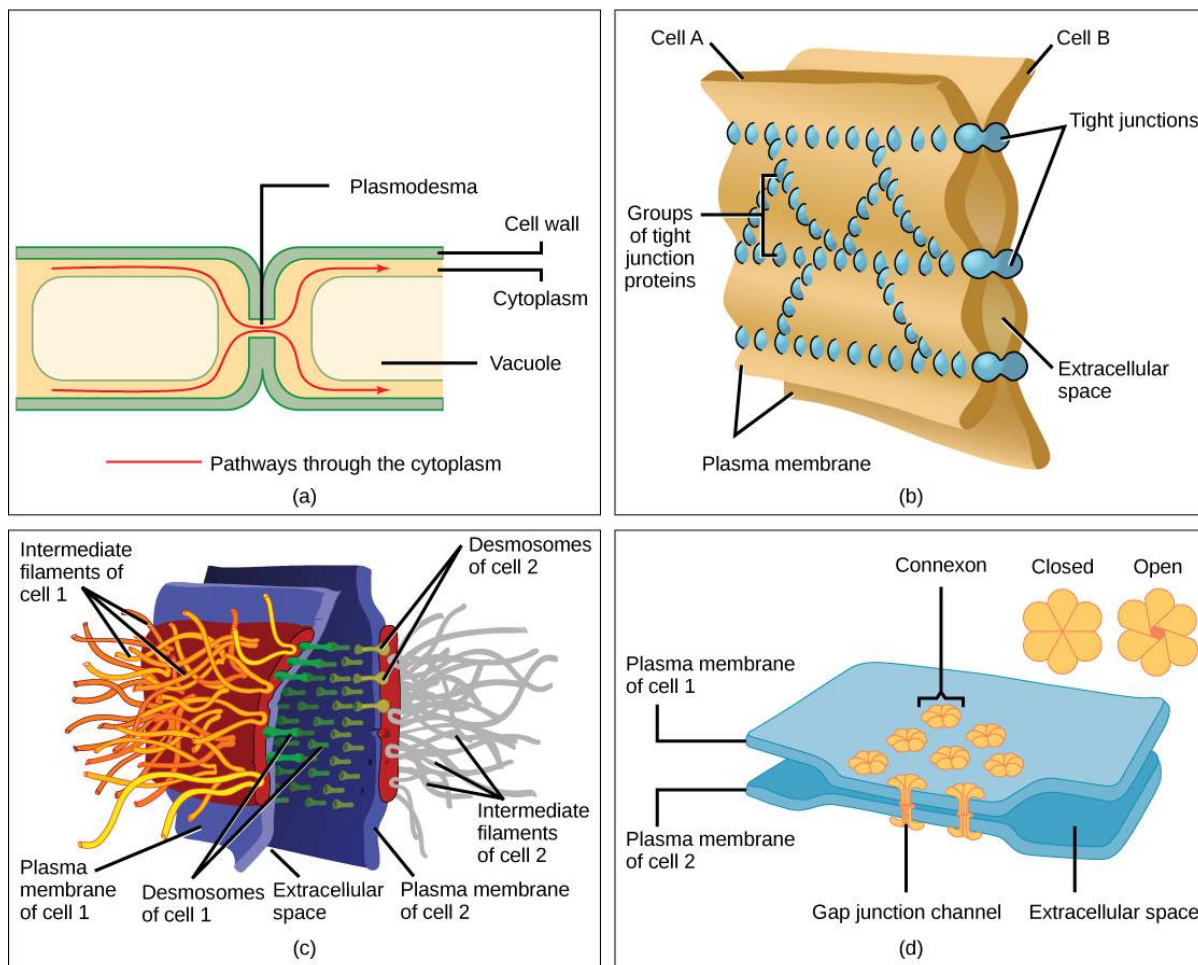 Plasmodesma
Cell wall
Cytoplasm
Vacuole
Pathways through the cytoplasm
(a)
Cell A
Cell B
Tight junctions
Groups
of tight
junction
proteins
Extracellular
space
Plasma membrane
(b)
Intermediate
filaments of
cell 1
Desmosomes
of cell 2
Intermediate
filaments of
cell 2
Plasma
membrane
of cell 1
Desmosomes
of cell 1
Extracellular
space
Plasma membrane
of cell 2
(c)
Connexon
Closed
Open
Plasma membrane
of cell 1
Plasma membrane
of cell 2
Gap junction channel
Extracellular space
(d)